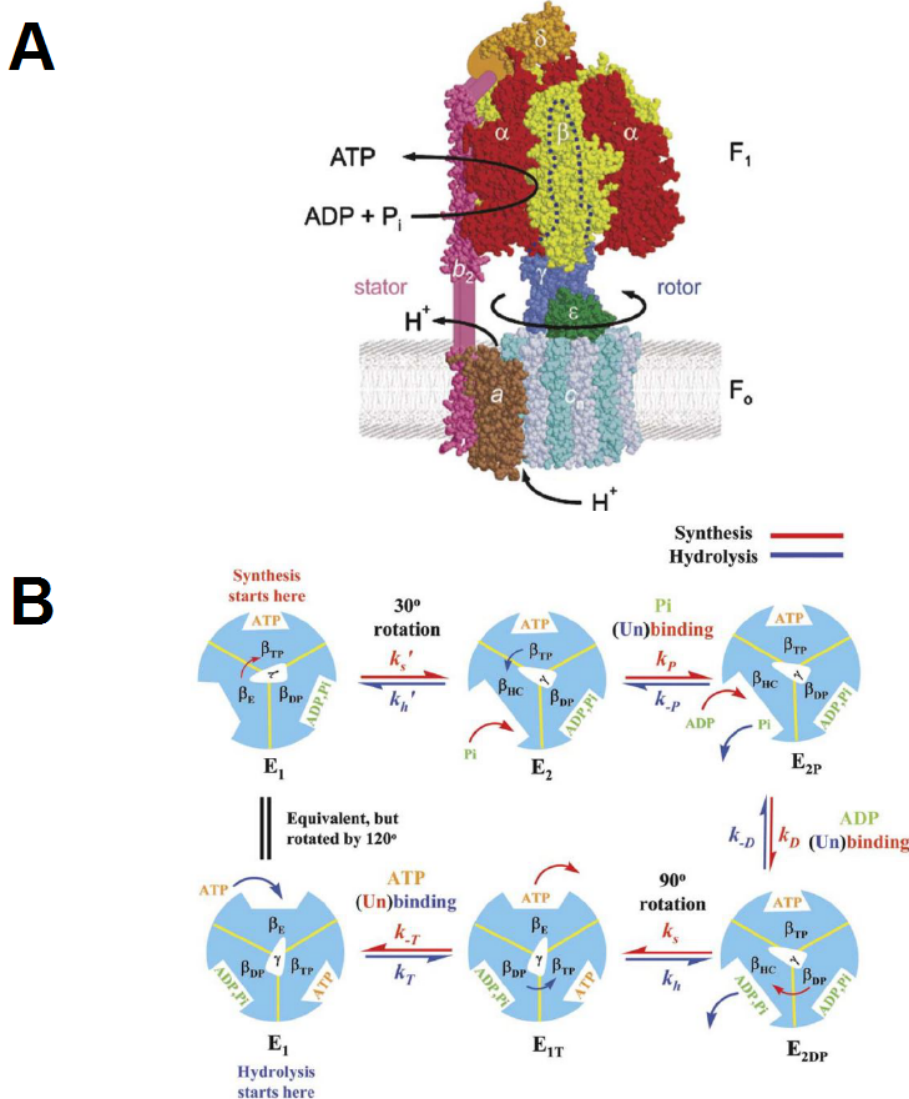 A
δ
α
β
α
F1
ATP
ADP + Pi
b2
γ
stator
rotor
ε
H+
a
cn
Fo
H+
Synthesis
Hydrolysis
B
Synthesis
starts here
ATP
βTP
γ
βE
βDP
ADP,Pi
E1
30º
rotation
ks'
kh'
ATP
βTP
βHC
γ
βDP
ADP,Pi
Pi
E2
Pi
(Un)binding
kP
k-P
ATP
βTP
βHC
γ
βDP
ADP
Pi
ADP,Pi
E2P
Equivalent, but
rotated by 120º
k-D
kD
ADP
(Un)binding
ATP
βE
βDP
γ
βTP
ADP,Pi
ATP
E1
Hydrolysis
starts here
ATP
(Un)binding
k-T
kT
ATP
βE
γ
βDP
βTP
ADP,Pi
ATP
E1T
90º
rotation
ks
kh
ATP
βTP
βHC
γ
βDP
ADP,Pi
ADP,Pi
E2DP